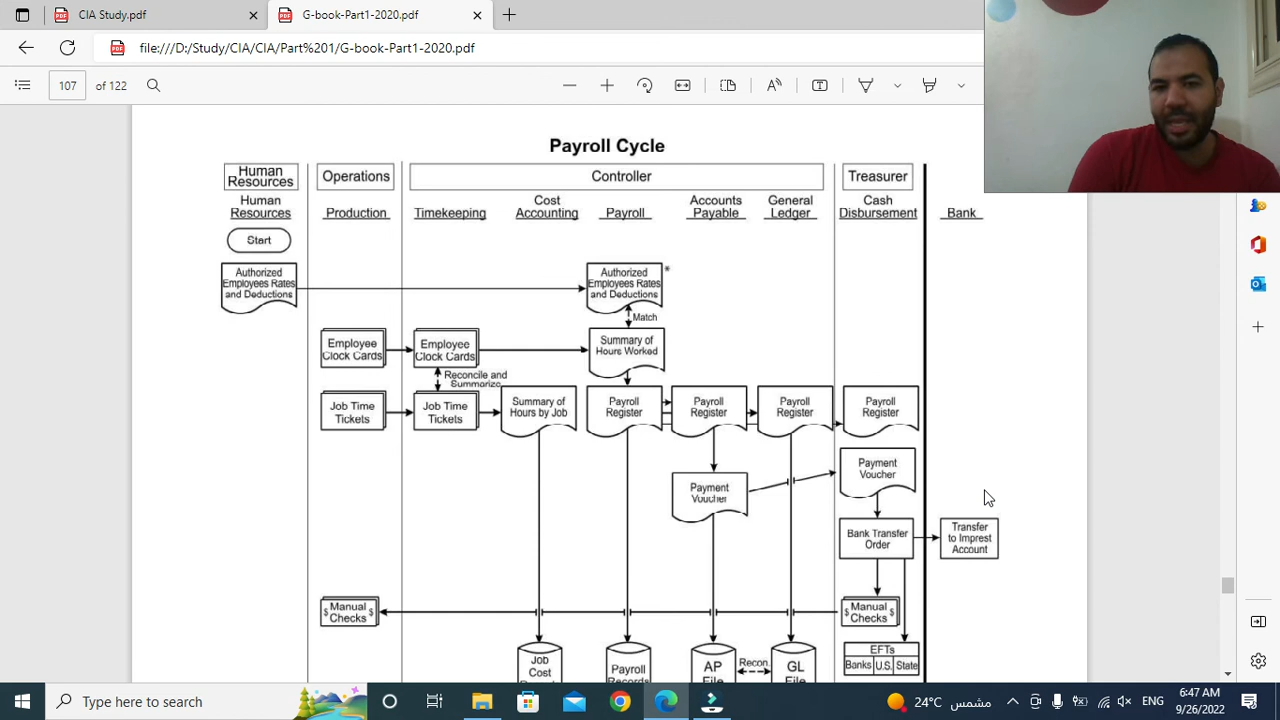 CIA Study.pdf
G-book-Part1-2020.pdf
file:///D:/Study/CIA/CIA/Part%201/G-book-Part1-2020.pdf
107 of 122
Payroll Cycle
Human
Resources
Operations
Controller
Treasurer
Human
Resources
Production
Timekeeping
Cost
Accounting
Payroll
Accounts
Payable
General
Ledger
Cash
Disbursement
Bank
Start
Authorized
Employees Rates
and Deductions
Authorized
Employees Rates
and Deductions
*
Match
Employee
Clock Cards
Employee
Clock Cards
Summary of
Hours Worked
Reconcile and
Summarize
Job Time
Tickets
Job Time
Tickets
Summary of
Hours by Job
Payroll
Register
Payroll
Register
Payroll
Register
Payroll
Register
Payment
Voucher
Payment
Voucher
Bank Transfer
Order
Transfer
to Imprest
Account
$ Manual $
Checks
$ Manual $
Checks
EFTs
Banks U.S. State
Job
Cost
Payroll
Records
AP
File
Recon.
GL
File
Type here to search
24°C مشمس
ENG
6:47 AM
9/26/2022